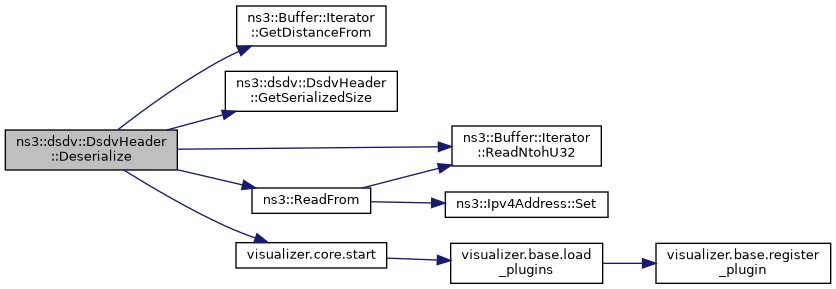 ns3::Buffer::Iterator
::GetDistanceFrom
ns3::dsdv::DsdvHeader
::GetSerializedSize
ns3::dsdv::DsdvHeader
::Deserialize
ns3::Buffer::Iterator
::ReadNtohU32
ns3::ReadFrom
ns3::Ipv4Address::Set
visualizer.core.start
visualizer.base.load
_plugins
visualizer.base.register
_plugin